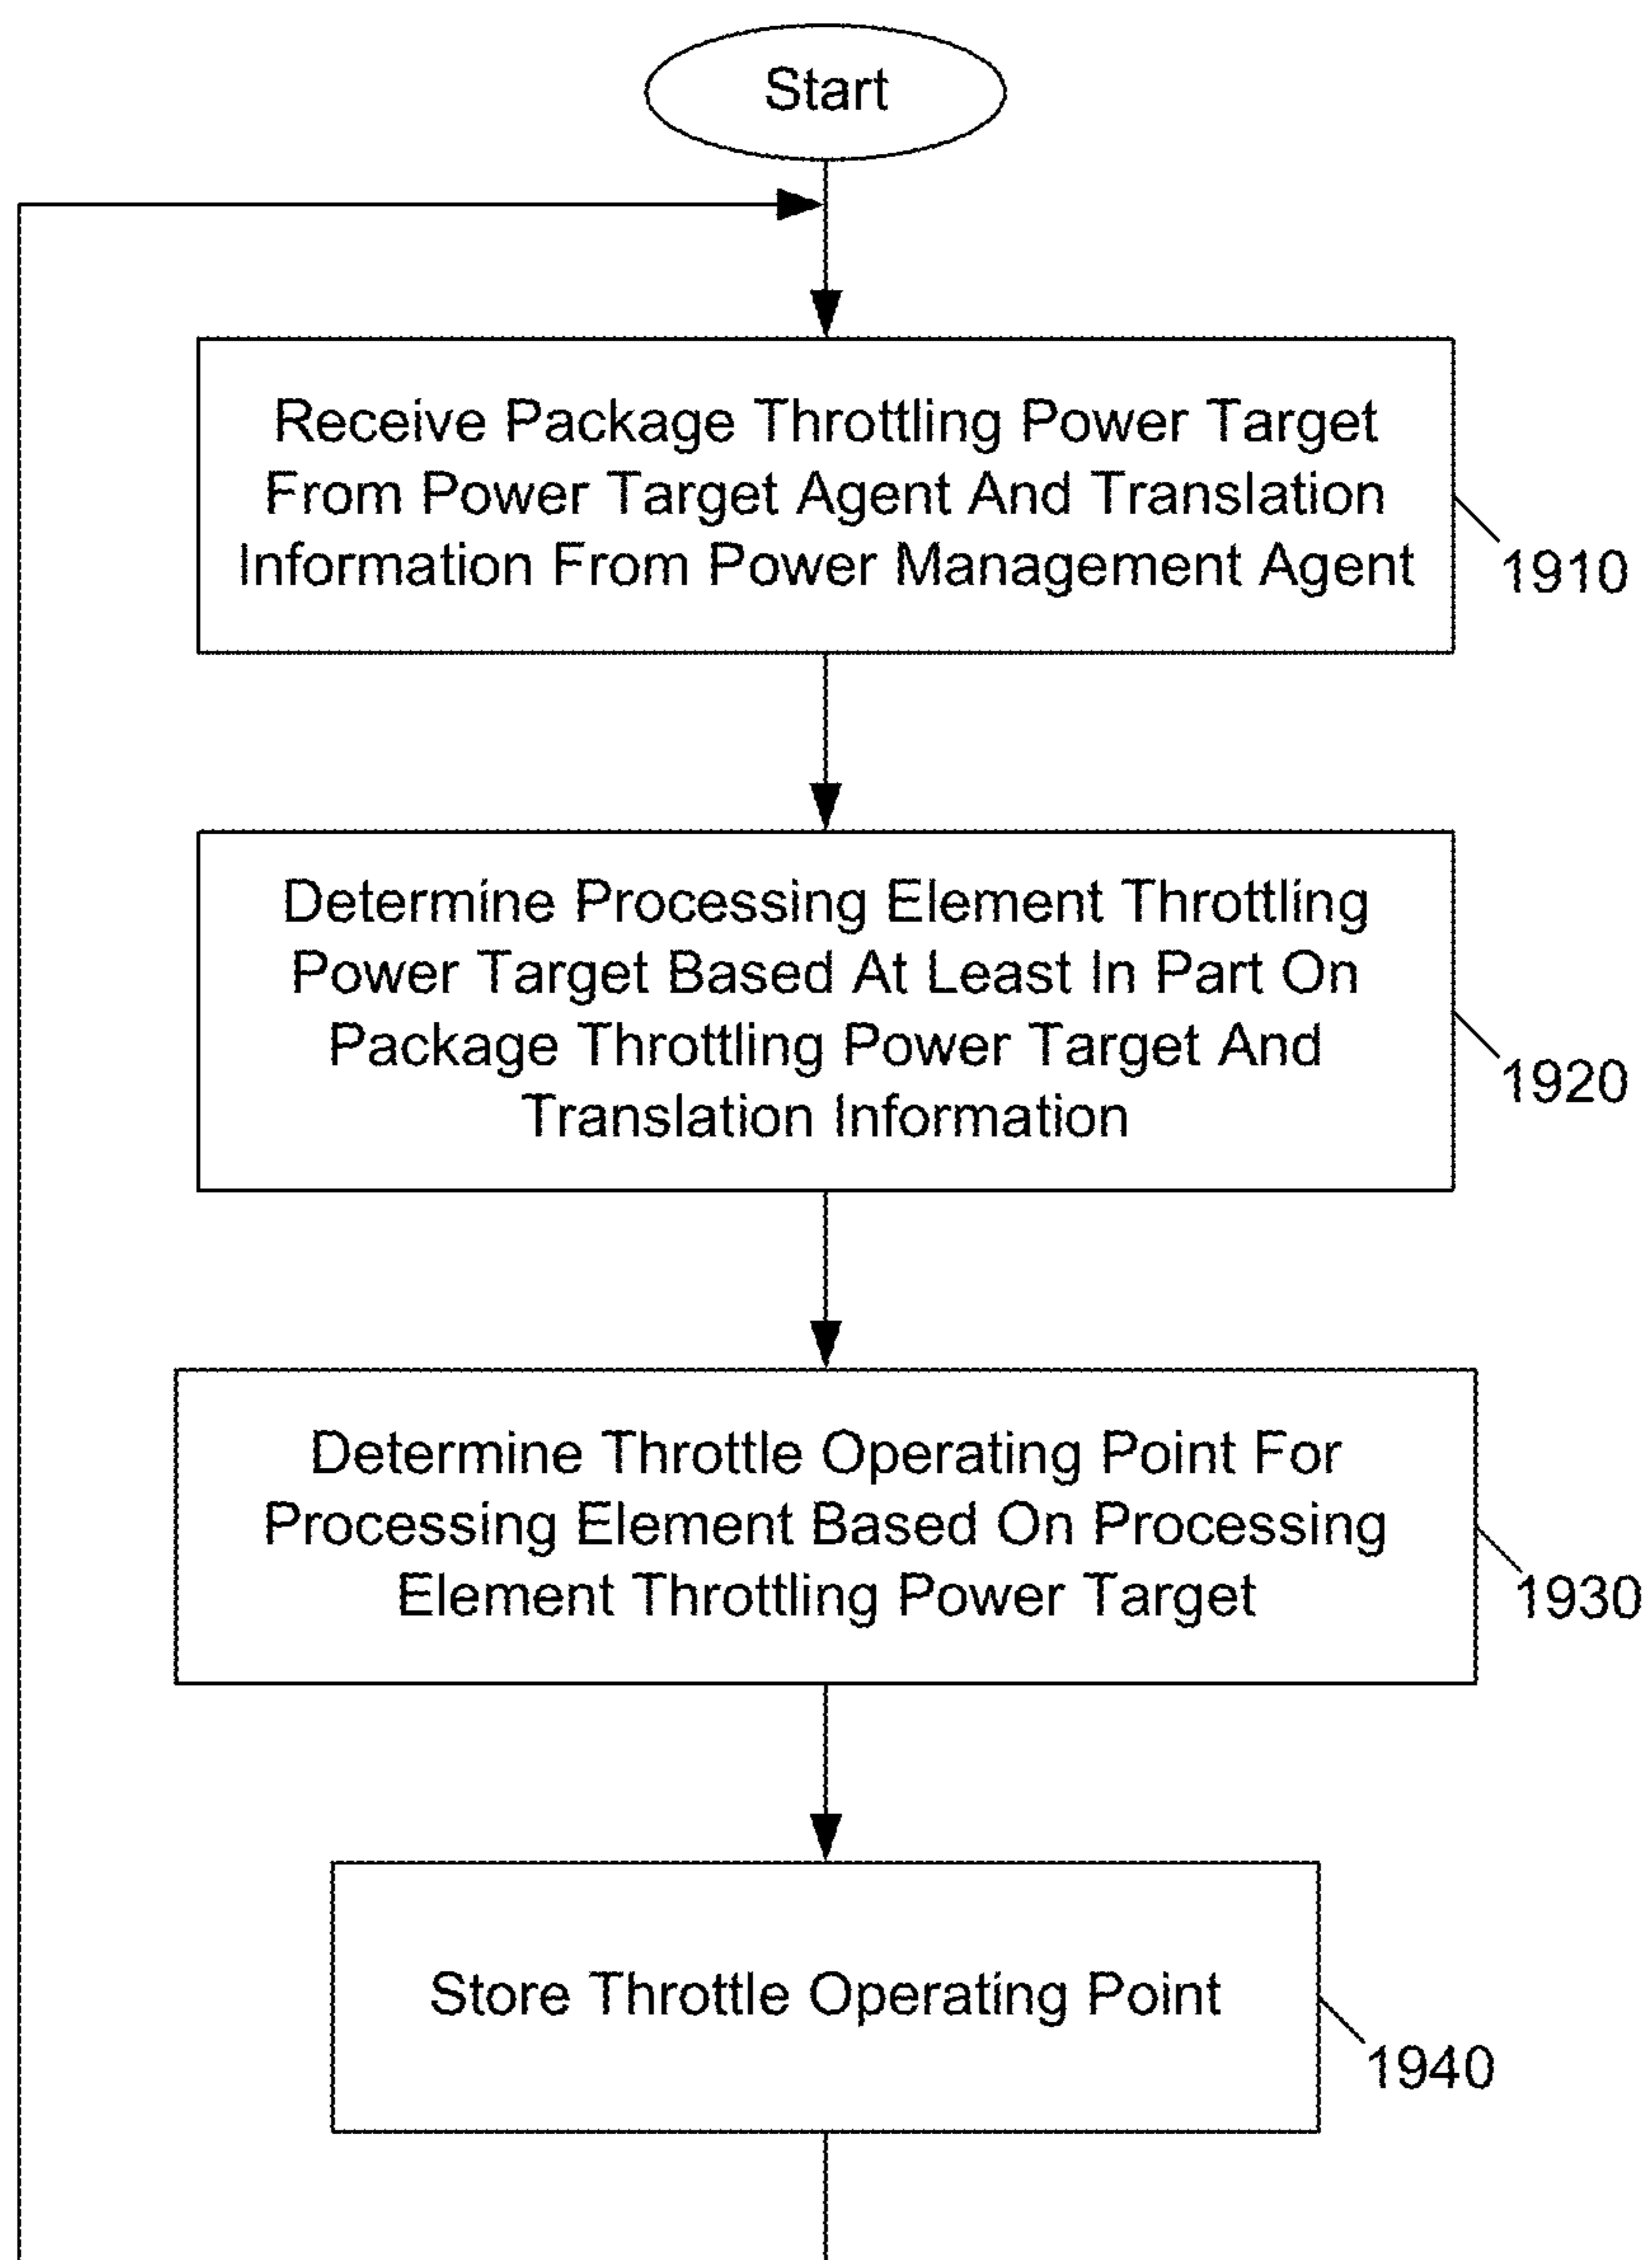 Start
Receive Package Throttling Power Target
From Power Target Agent And Translation
Information From Power Management Agent
1910
Determine Processing Element Throttling
Power Target Based At Least In Part On
Package Throttling Power Target And
Translation Information
1920
Determine Throttle Operating Point For
Processing Element Based On Processing
Element Throttling Power Target
1930
Store Throttle Operating Point
1940